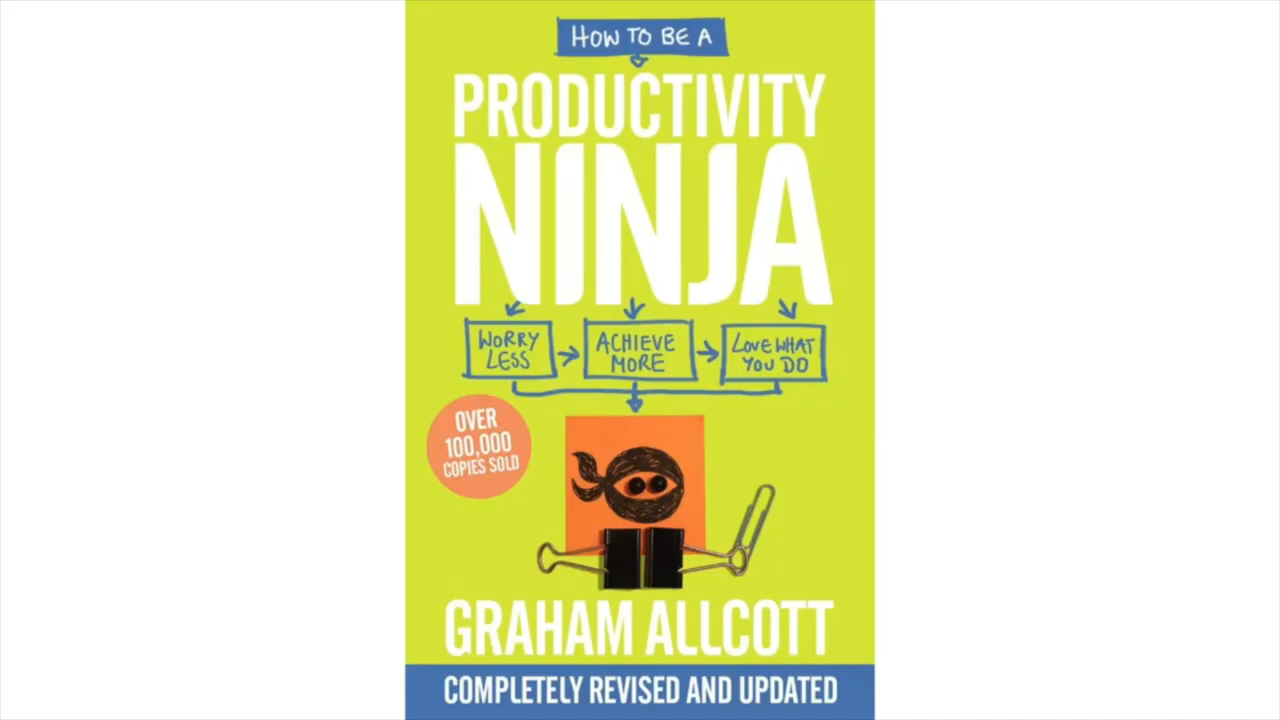 HOW TO BE A
PRODUCTIVITY
NINJA
WORRY
LESS
ACHIEVE
MORE
LOVE WHAT
YOU DO
OVER
100,000
COPIES SOLD
GRAHAM ALLCOTT
COMPLETELY REVISED AND UPDATED